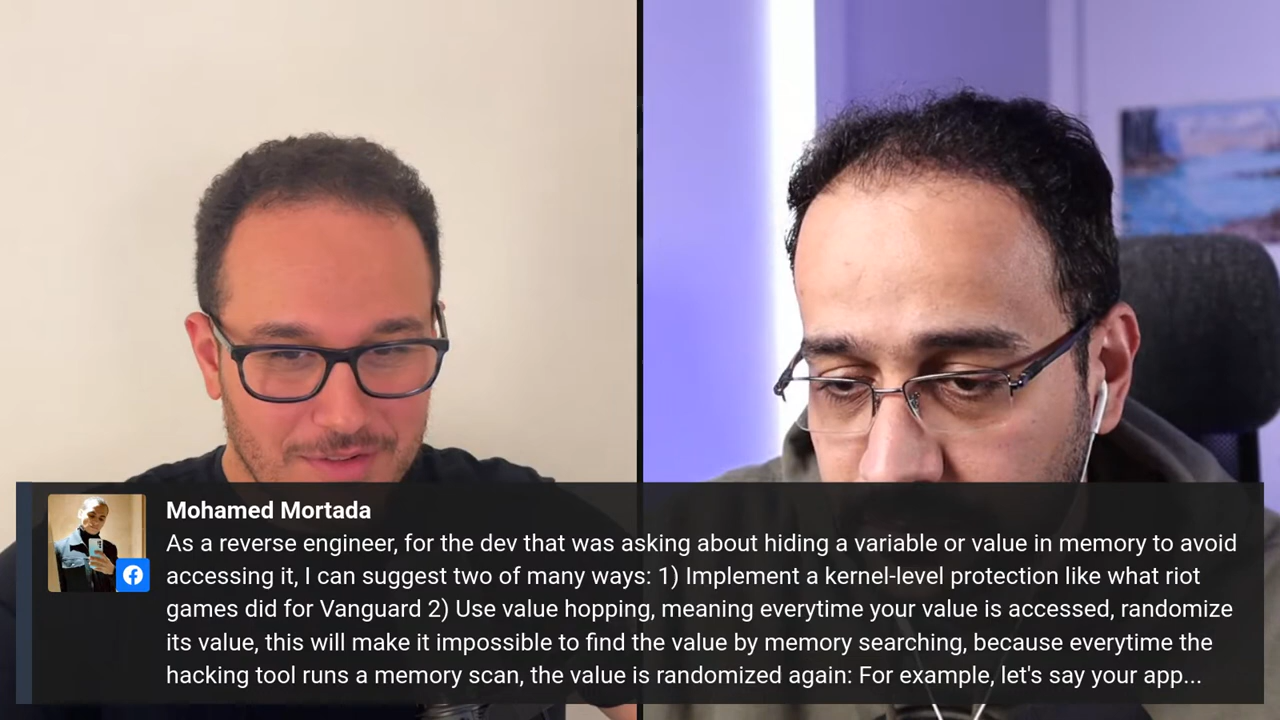 Mohamed Mortada
As a reverse engineer, for the dev that was asking about hiding a variable or value in memory to avoid
accessing it, I can suggest two of many ways: 1) Implement a kernel-level protection like what riot
games did for Vanguard 2) Use value hopping, meaning everytime your value is accessed, randomize
its value, this will make it impossible to find the value by memory searching, because everytime the
hacking tool runs a memory scan, the value is randomized again: For example, let's say your app...